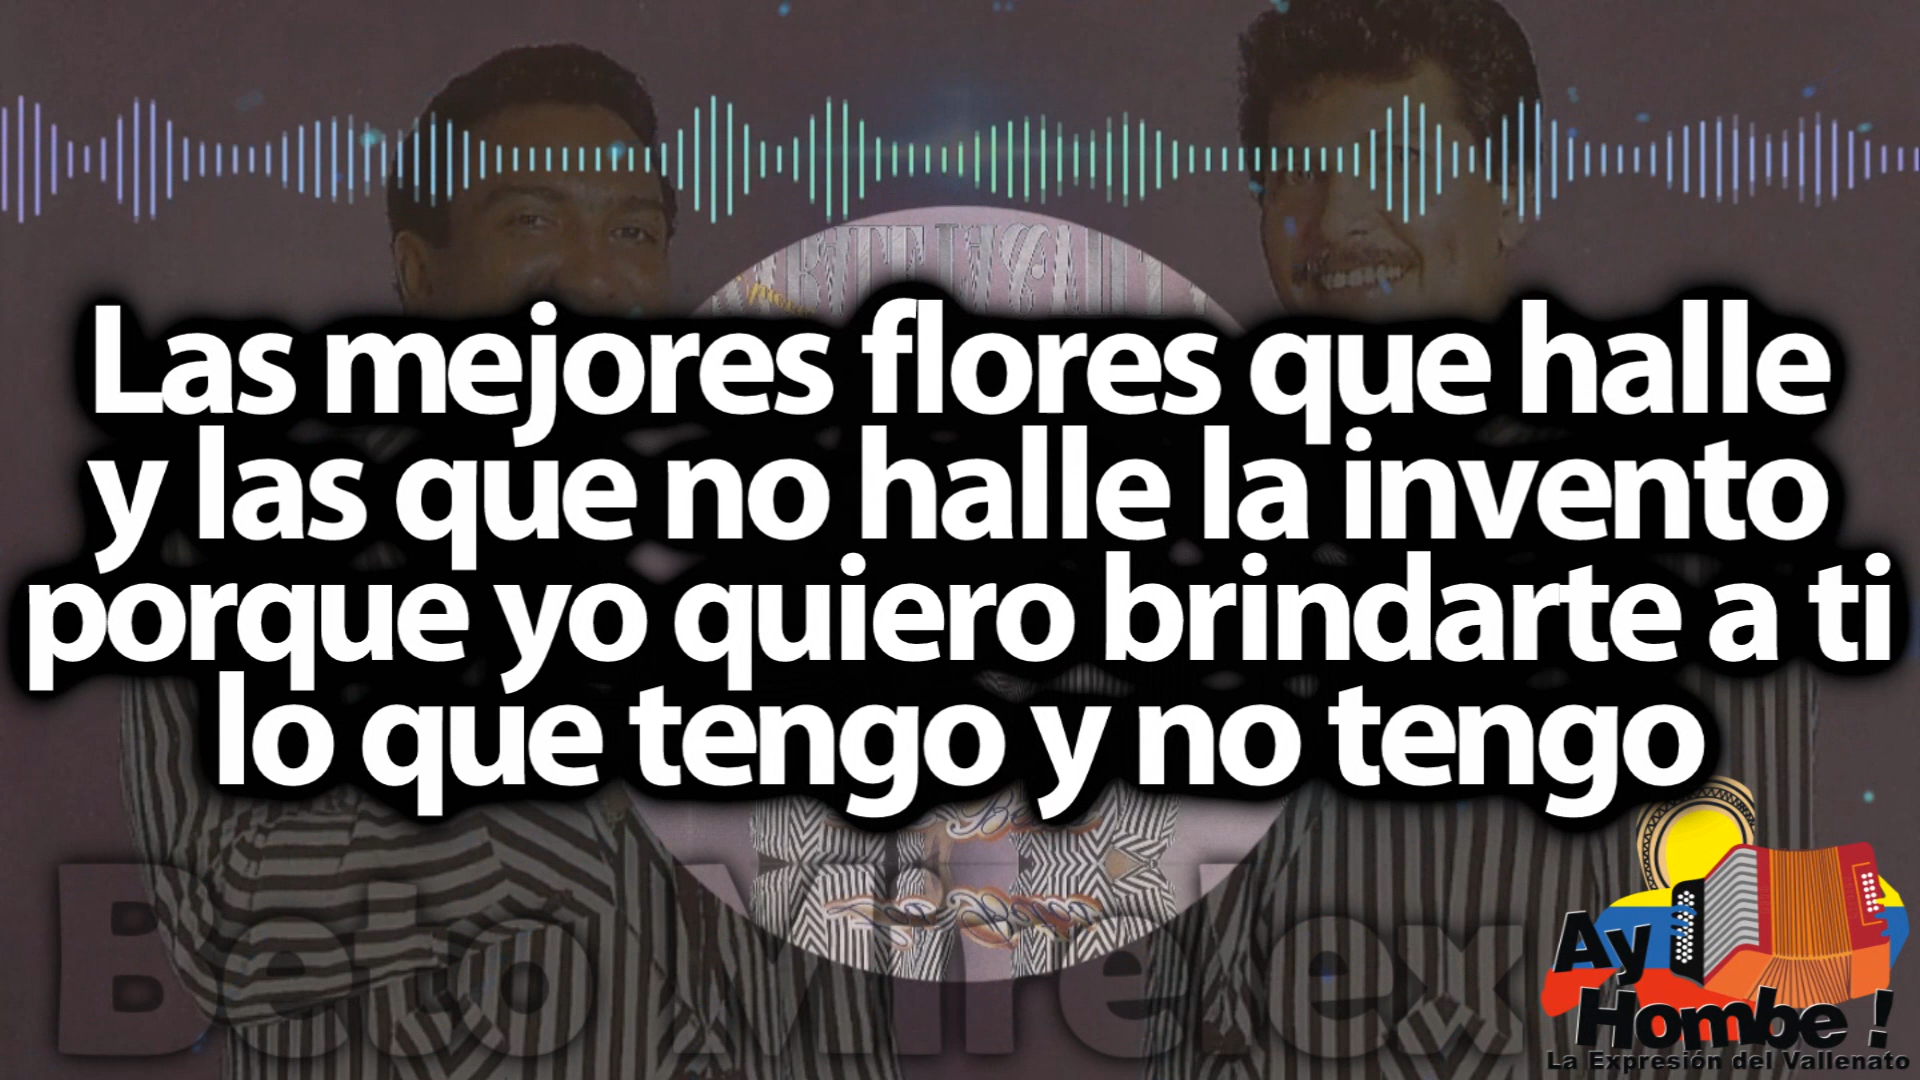 Las mejores flores que halle
y las que no halle la invento
porque yo quiero brindarte a ti
lo que tengo y no tengo
Beto
Ay
Hombe !
La Expresión del Vallenato